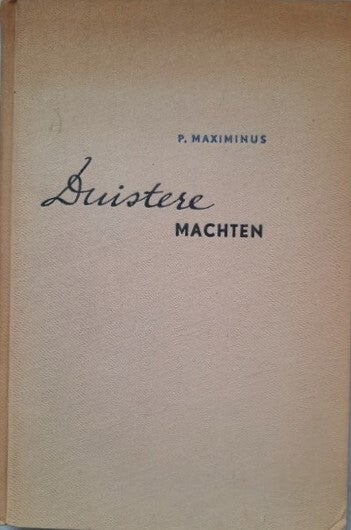 P. MAXIMINUS
Duistere
MACHTEN